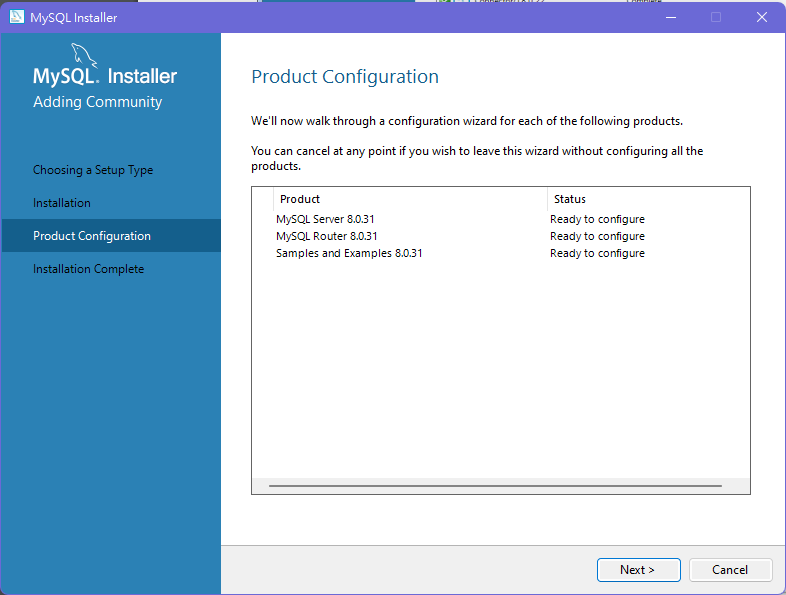 MySQL Installer
MySQL. Installer
Adding Community
Choosing a Setup Type
Installation
Product Configuration
Installation Complete
Product Configuration
We'll now walk through a configuration wizard for each of the following products.
You can cancel at any point if you wish to leave this wizard without configuring all the
products.
Product Status
MySQL Server 8.0.31 Ready to configure
MySQL Router 8.0.31 Ready to configure
Samples and Examples 8.0.31 Ready to configure
Next >
Cancel